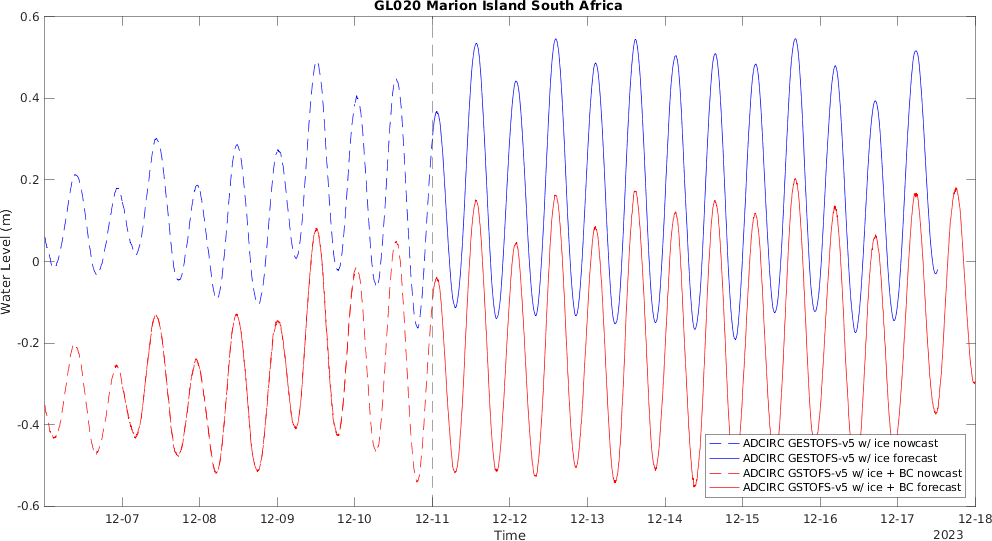 GL020 Marion Island South Africa
0.6
0.4
0.2
0
-0.2
-0.4
-0.6
Water Level (m)
ADCIRC GESTOFS-v5 w/ ice nowcast
ADCIRC GESTOFS-v5 w/ ice forecast
ADCIRC GSTOFS-v5 w/ ice + BC nowcast
ADCIRC GSTOFS-v5 w/ ice + BC forecast
12-07 12-08 12-09 12-10 12-11 12-12 12-13 12-14 12-15 12-16 12-17 12-18
Time
2023